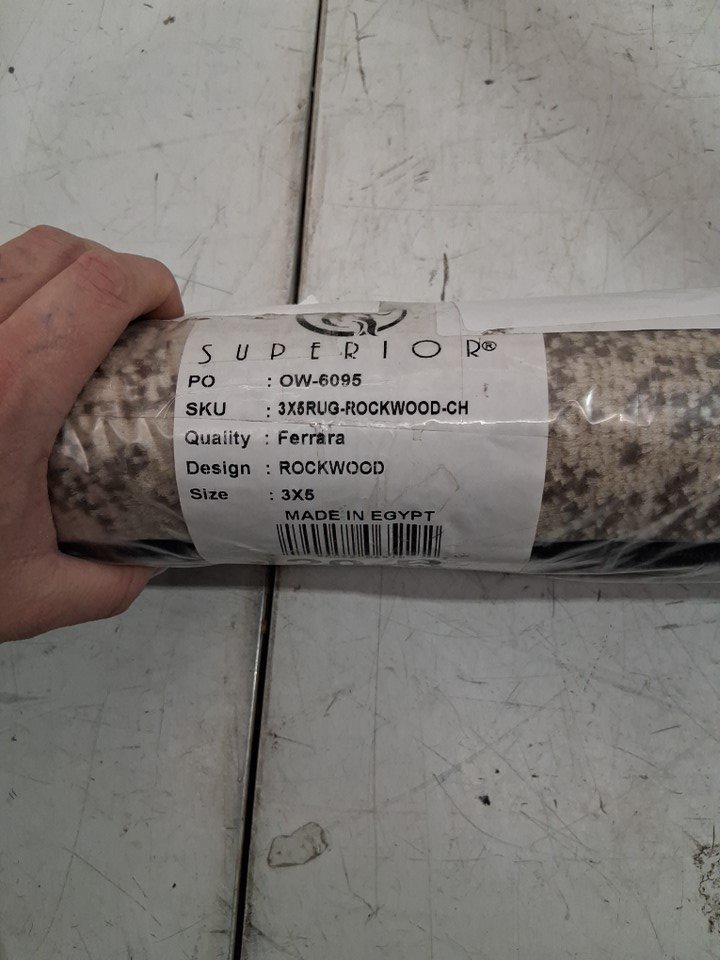 SUPERIOR®
PO : OW-6095
SKU : 3X5RUG-ROCKWOOD-CH
Quality : Ferrara
Design : ROCKWOOD
Size : 3X5
MADE IN EGYPT